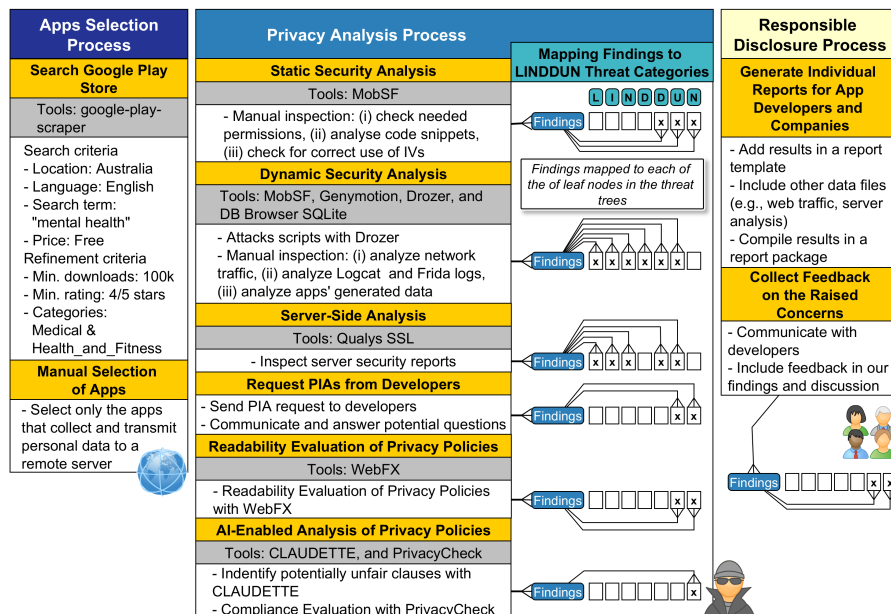 Apps Selection
Process
Search Google Play
Store
Tools: google-play-
scraper
Search criteria
- Location: Australia
- Language: English
- Search term:
"mental health"
- Price: Free
Refinement criteria
- Min. downloads: 100k
- Min. rating: 4/5 stars
- Categories:
Medical &
Health_and_Fitness
Manual Selection
of Apps
- Select only the apps
that collect and transmit
personal data to a
remote server
Privacy Analysis Process
Static Security Analysis
Tools: MobSF
- Manual inspection: (i) check needed
permissions, (ii) analyse code snippets,
(iii) check for correct use of IVs
Dynamic Security Analysis
Tools: MobSF, Genymotion, Drozer, and
DB Browser SQLite
- Attacks scripts with Drozer
- Manual inspection: (i) analyze network
traffic, (ii) analyze Logcat and Frida logs,
(iii) analyze apps' generated data
Server-Side Analysis
Tools: Qualys SSL
- Inspect server security reports
Request PIAs from Developers
- Send PIA request to developers
- Communicate and answer potential questions
Readability Evaluation of Privacy Policies
Tools: WebFX
- Readability Evaluation of Privacy Policies
with WebFX
AI-Enabled Analysis of Privacy Policies
Tools: CLAUDETTE, and PrivacyCheck
- Indentify potentially unfair clauses with
CLAUDETTE
- Compliance Evaluation with PrivacyCheck
Mapping Findings to
LINDDUN Threat Categories
L I N D D U N
Findings x x x
Findings mapped to each of
the of leaf nodes in the threat
trees
Findings x x x x x x
Findings x x x x x
Findings x x
Findings x x
Findings x
Responsible
Disclosure Process
Generate Individual
Reports for App
Developers and
Companies
- Add results in a report
template
- Include other data files
(e.g., web traffic, server
analysis)
- Compile results in a
report package
Collect Feedback
on the Raised
Concerns
- Communicate with
developers
- Include feedback in our
findings and discussion
Findings x x